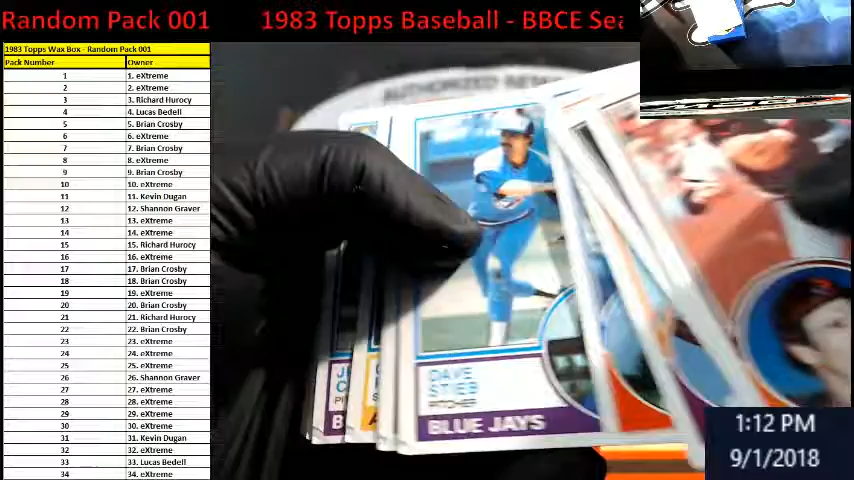 Random Pack 001
1983 Topps Baseball - BBCE Sea
1983 Topps Wax Box - Random Pack 001
Pack Number Owner
1 1. eXtreme
2 2. eXtreme
3 3. Richard Hurocy
4 4. Lucas Bedell
5 5. Brian Crosby
6 6. eXtreme
7 7. Brian Crosby
8 8. eXtreme
9 9. Brian Crosby
10 10. eXtreme
11 11. Kevin Dugan
12 12. Shannon Graver
13 13. eXtreme
14 14. eXtreme
15 15. Richard Hurocy
16 16. eXtreme
17 17. Brian Crosby
18 18. Brian Crosby
19 19. eXtreme
20 20. Brian Crosby
21 21. Richard Hurocy
22 22. Brian Crosby
23 23. eXtreme
24 24. eXtreme
25 25. eXtreme
26 26. Shannon Graver
27 27. eXtreme
28 28. eXtreme
29 29. eXtreme
30 30. eXtreme
31 31. Kevin Dugan
32 32. eXtreme
33 33. Lucas Bedell
34 34. eXtreme
AUTHORIZED
DAVE
STIEB
PITCHER
BLUE JAYS
1:12 PM
9/1/2018